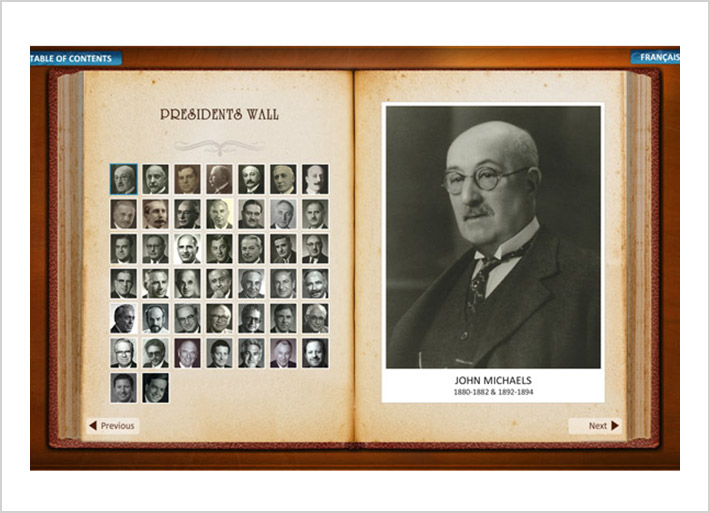 TABLE OF CONTENTS
FRANÇAIS
PRESIDENTS WALL
JOHN MICHAELS
1880-1882 & 1892-1894
Previous
Next